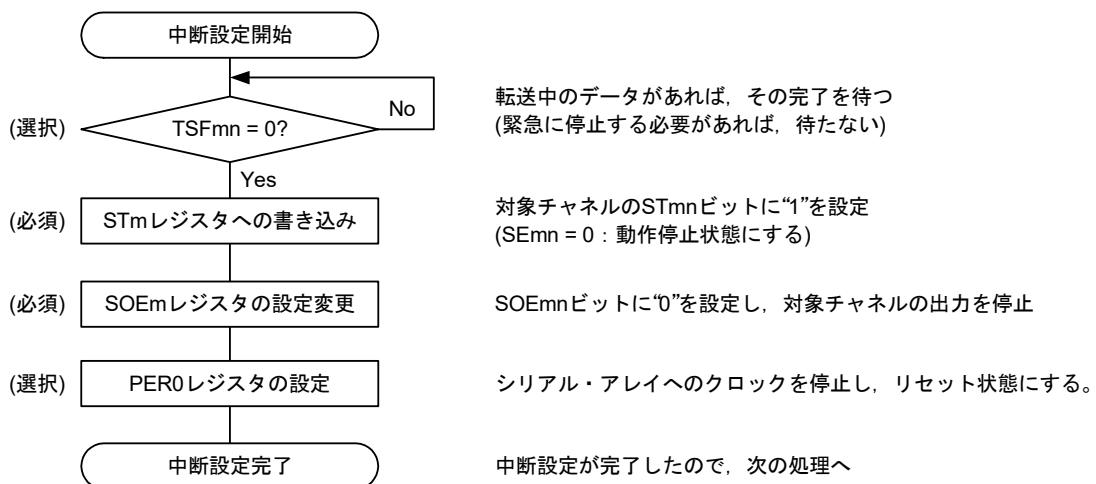 中断設定開始
No
(選択) TSFmn = 0?
転送中のデータがあれば，その完了を待つ
(緊急に停止する必要があれば，待たない)
Yes
(必須) STmレジスタへの書き込み
対象チャネルのSTmnビットに“1”を設定
(SEmn = 0：動作停止状態にする)
(必須) SOEmレジスタの設定変更
SOEmnビットに“0”を設定し，対象チャネルの出力を停止
(選択) PER0レジスタの設定
シリアル・アレイへのクロックを停止し，リセット状態にする。
中断設定完了
中断設定が完了したので，次の処理へ